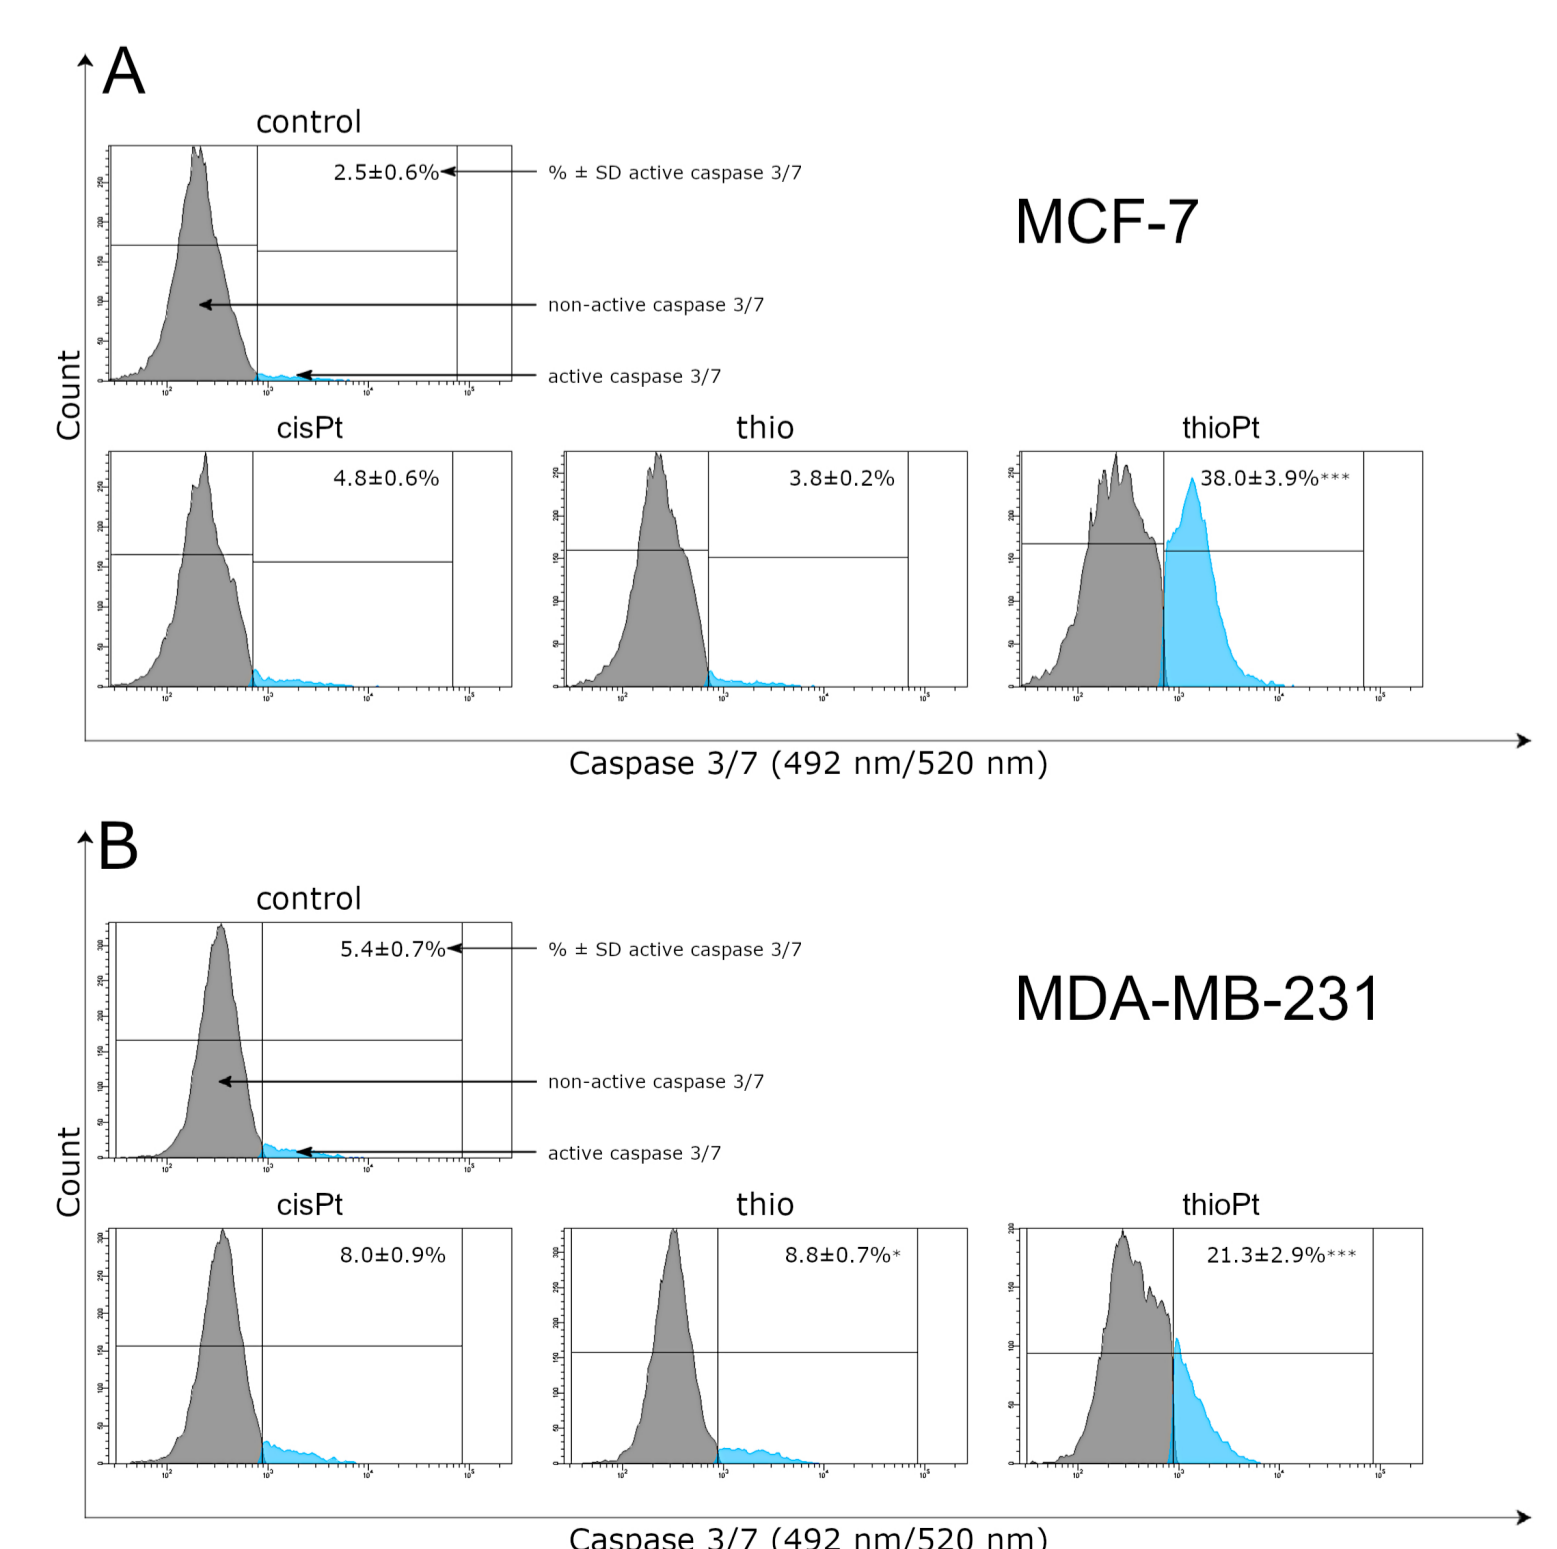 A
control
2.5±0.6%
% ± SD active caspase 3/7
MCF-7
non-active caspase 3/7
active caspase 3/7
Count
cisPt
thio
thioPt
4.8±0.6%
3.8±0.2%
38.0±3.9%***
Caspase 3/7 (492 nm/520 nm)
B
control
5.4±0.7%
% ± SD active caspase 3/7
MDA-MB-231
non-active caspase 3/7
active caspase 3/7
Count
cisPt
thio
thioPt
8.0±0.9%
8.8±0.7%*
21.3±2.9%***
Caspase 3/7 (492 nm/520 nm)